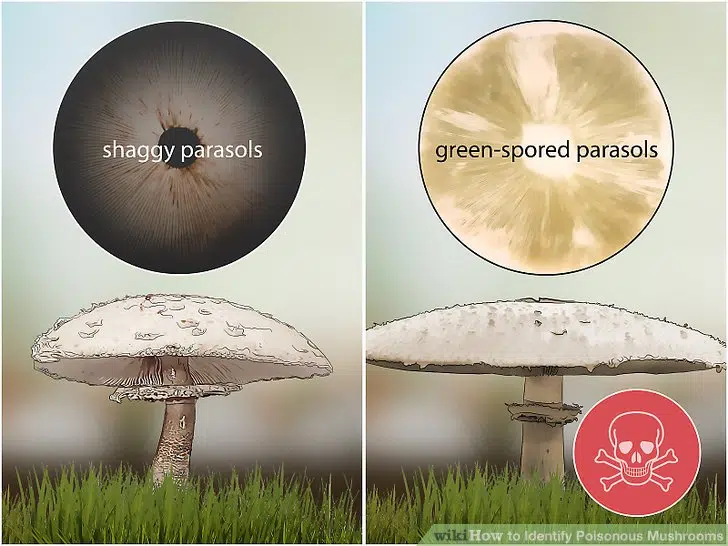 shaggy parasols
green-spored parasols
wikiHow to Identify Poisonous Mushrooms